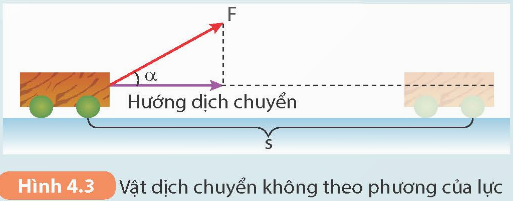 F
α
Hướng dịch chuyển
s
Hình 4.3 Vật dịch chuyển không theo phương của lực